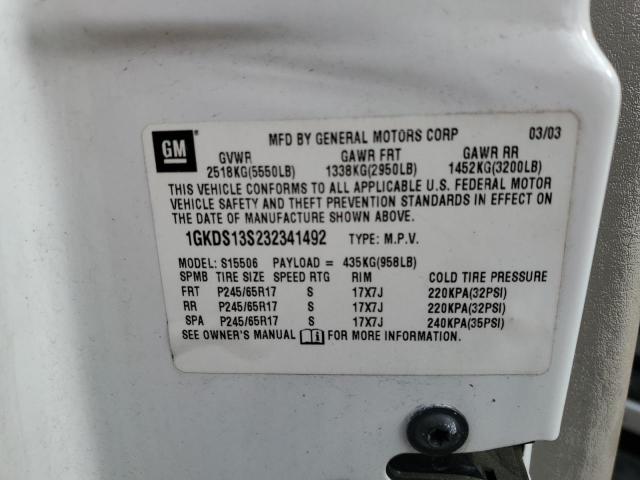 GM
MFD BY GENERAL MOTORS CORP 03/03
GVWR GAWR FRT GAWR RR
2518KG(5550LB) 1338KG(2950LB) 1452KG(3200LB)
THIS VEHICLE CONFORMS TO ALL APPLICABLE U.S. FEDERAL MOTOR
VEHICLE SAFETY AND THEFT PREVENTION STANDARDS IN EFFECT ON
THE DATE OF MANUFACTURE SHOWN ABOVE.
1GKDS13S232341492 TYPE: M.P.V.
MODEL: S15506 PAYLOAD = 435KG(958LB)
SPMB TIRE SIZE SPEED RTG RIM COLD TIRE PRESSURE
FRT P245/65R17 S 17X7J 220KPA(32PSI)
RR P245/65R17 S 17X7J 220KPA(32PSI)
SPA P245/65R17 S 17X7J 240KPA(35PSI)
SEE OWNER'S MANUAL FOR MORE INFORMATION.